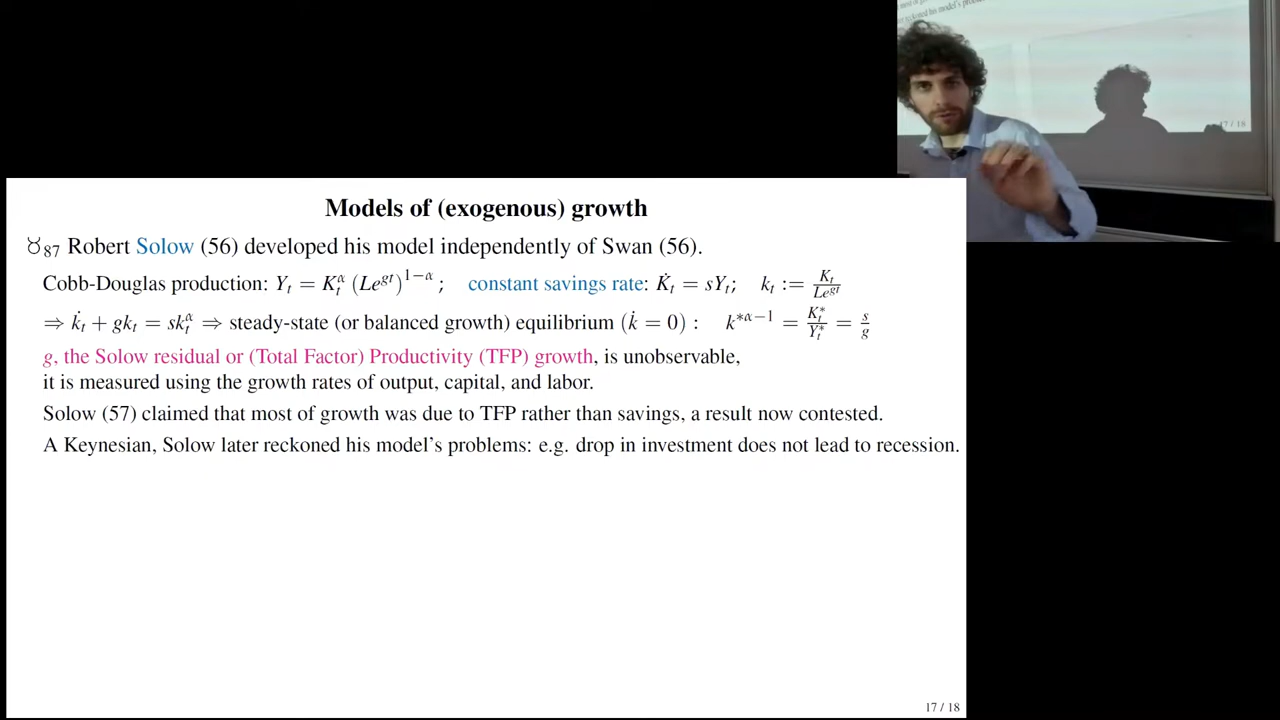 reckoned his model's
17 / 18
Models of (exogenous) growth
♉87 Robert Solow (56) developed his model independently of Swan (56).
Cobb-Douglas production: Y_t = K_t^α (Le^{gt})^{1−α} ; constant savings rate: K̇_t = sY_t; k_t := K_t/Le^{gt}
⇒ k̇_t + gk_t = sk_t^α ⇒ steady-state (or balanced growth) equilibrium (k̇ = 0) : k^{*α−1} = K_t^*/Y_t^* = s/g
g, the Solow residual or (Total Factor) Productivity (TFP) growth, is unobservable,
it is measured using the growth rates of output, capital, and labor.
Solow (57) claimed that most of growth was due to TFP rather than savings, a result now contested.
A Keynesian, Solow later reckoned his model's problems: e.g. drop in investment does not lead to recession.
17 / 18